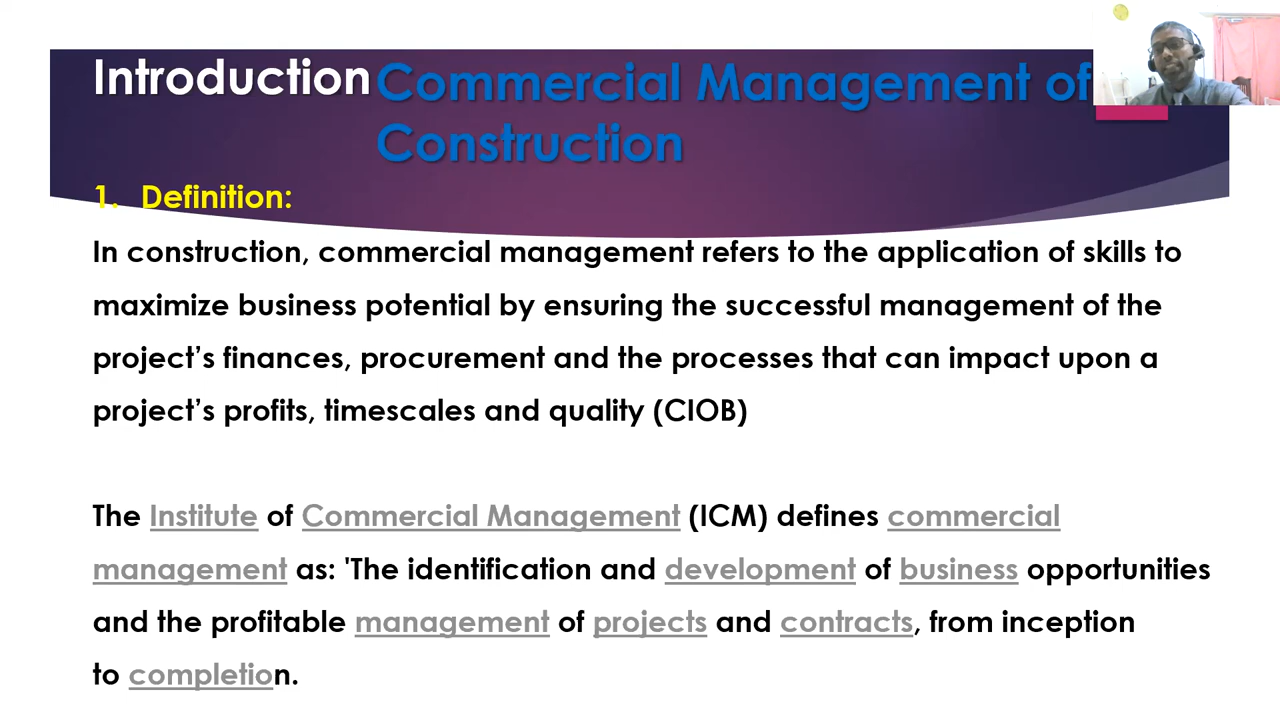 Introduction Commercial Management of
Construction
1. Definition:
In construction, commercial management refers to the application of skills to
maximize business potential by ensuring the successful management of the
project’s finances, procurement and the processes that can impact upon a
project’s profits, timescales and quality (CIOB)
The Institute of Commercial Management (ICM) defines commercial
management as: 'The identification and development of business opportunities
and the profitable management of projects and contracts, from inception
to completion.